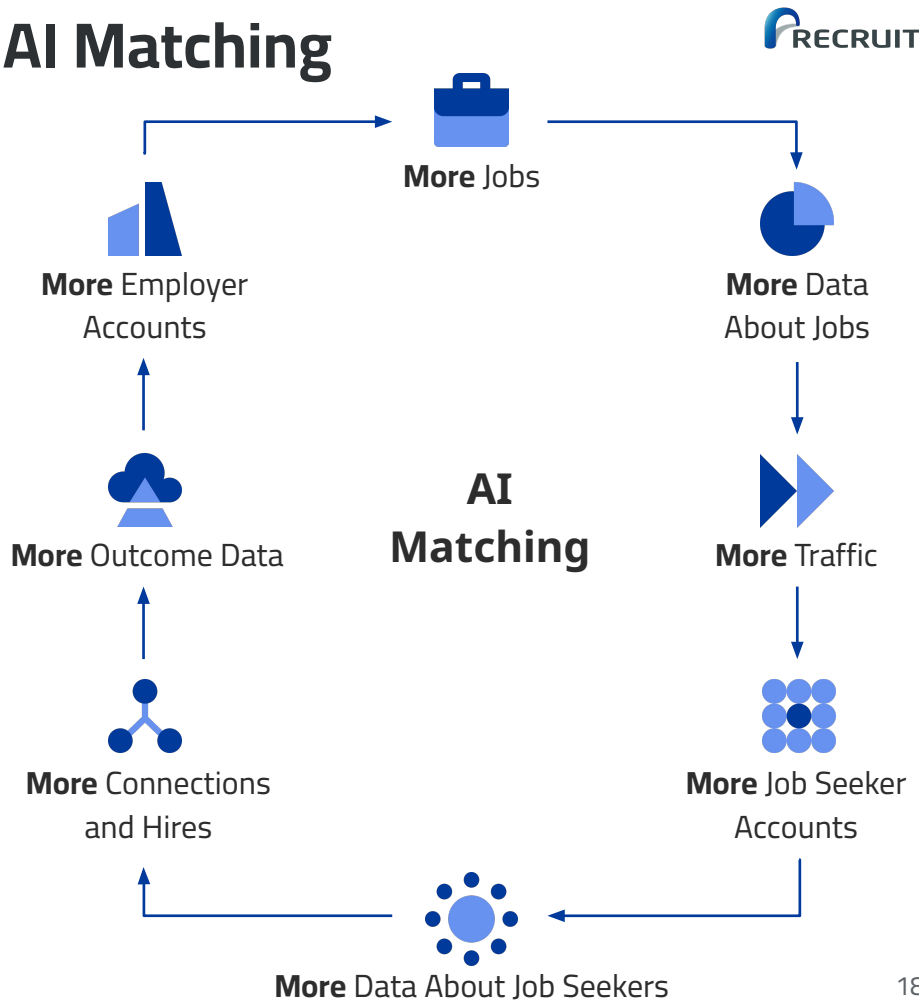 AI Matching
RECRUIT
More Jobs
More Employer
Accounts
More Data
About Jobs
AI
Matching
More Outcome Data
More Traffic
More Connections
and Hires
More Job Seeker
Accounts
More Data About Job Seekers
18